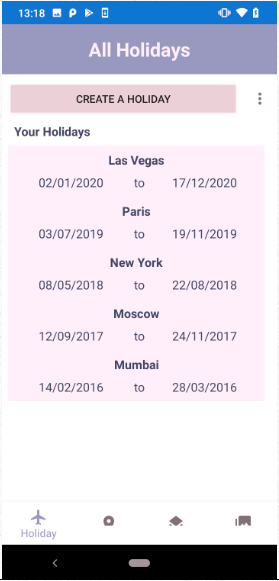 13:18
All Holidays
CREATE A HOLIDAY
Your Holidays
Las Vegas
02/01/2020 to 17/12/2020
Paris
03/07/2019 to 19/11/2019
New York
08/05/2018 to 22/08/2018
Moscow
12/09/2017 to 24/11/2017
Mumbai
14/02/2016 to 28/03/2016
Holiday